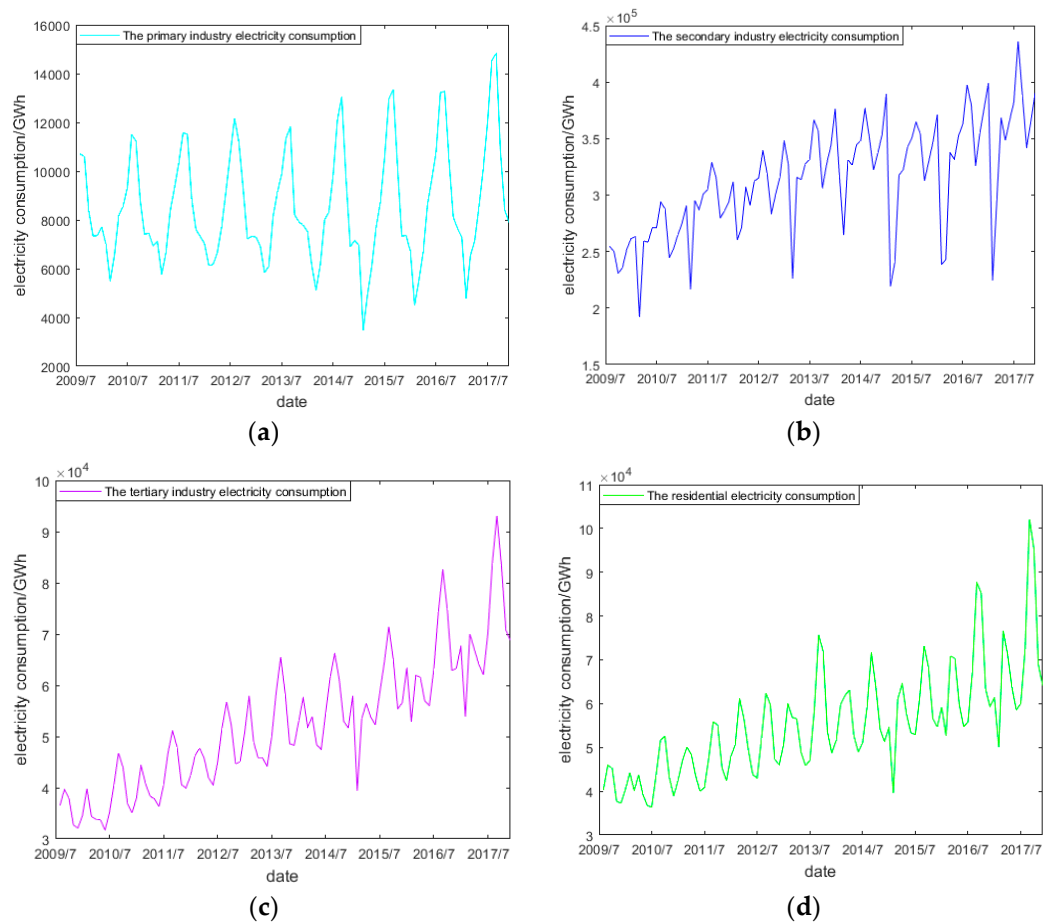 The primary industry electricity consumption
16000
14000
12000
10000
8000
6000
4000
2000
electricity consumption/GWh
2009/7 2010/7 2011/7 2012/7 2013/7 2014/7 2015/7 2016/7 2017/7
date
(a)
×10^5
The secondary industry electricity consumption
4.5
4
3.5
3
2.5
2
1.5
electricity consumption/GWh
2009/7 2010/7 2011/7 2012/7 2013/7 2014/7 2015/7 2016/7 2017/7
date
(b)
×10^4
The tertiary industry electricity consumption
10
9
8
7
6
5
4
3
electricity consumption/GWh
2009/7 2010/7 2011/7 2012/7 2013/7 2014/7 2015/7 2016/7 2017/7
date
(c)
×10^4
The residential electricity consumption
11
10
9
8
7
6
5
4
3
electricity consumption/GWh
2009/7 2010/7 2011/7 2012/7 2013/7 2014/7 2015/7 2016/7 2017/7
date
(d)